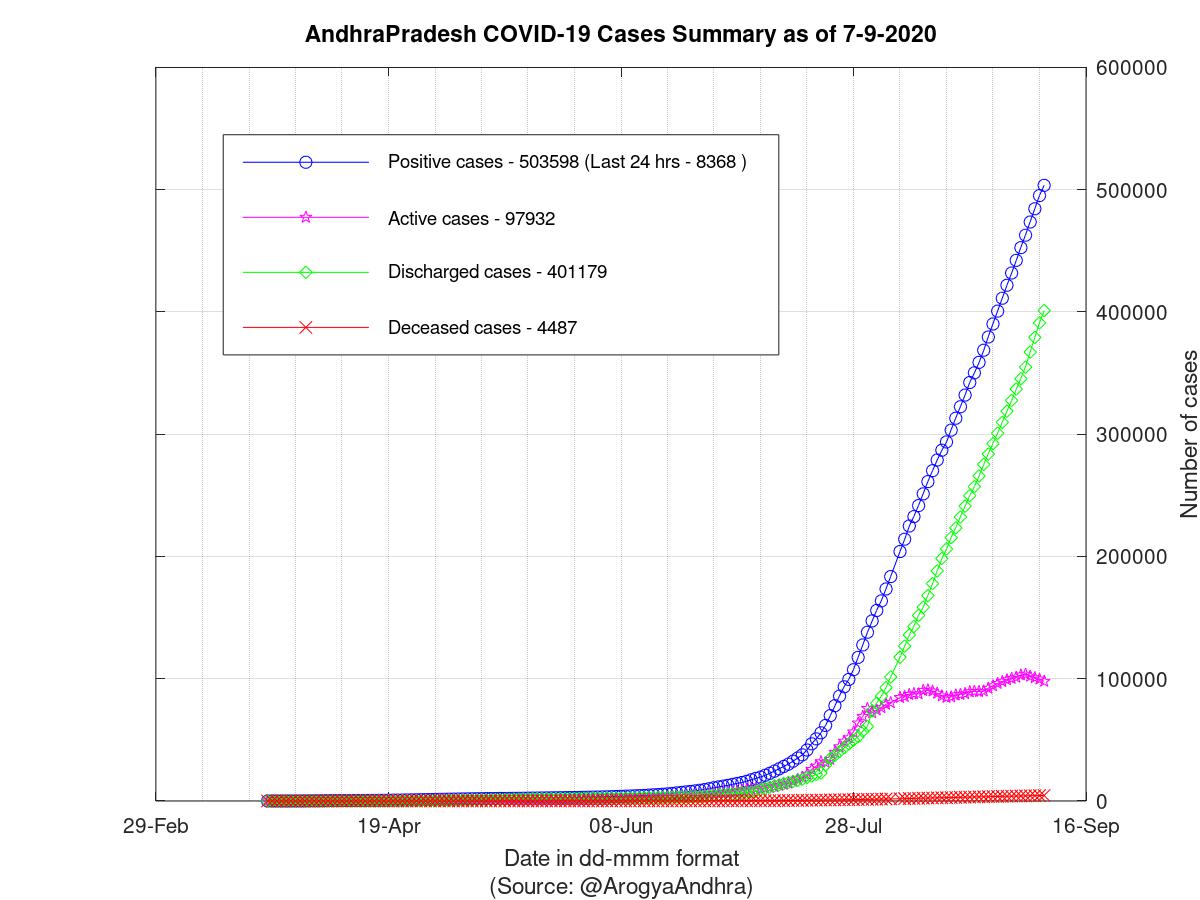 AndhraPradesh COVID-19 Cases Summary as of 7-9-2020
600000
Positive cases - 503598 (Last 24 hrs - 8368 )
500000
Active cases - 97932
Discharged cases - 401179
400000
Deceased cases - 4487
300000
Number of cases
200000
100000
0
29-Feb 19-Apr 08-Jun 28-Jul 16-Sep
Date in dd-mmm format
(Source: @ArogyaAndhra)